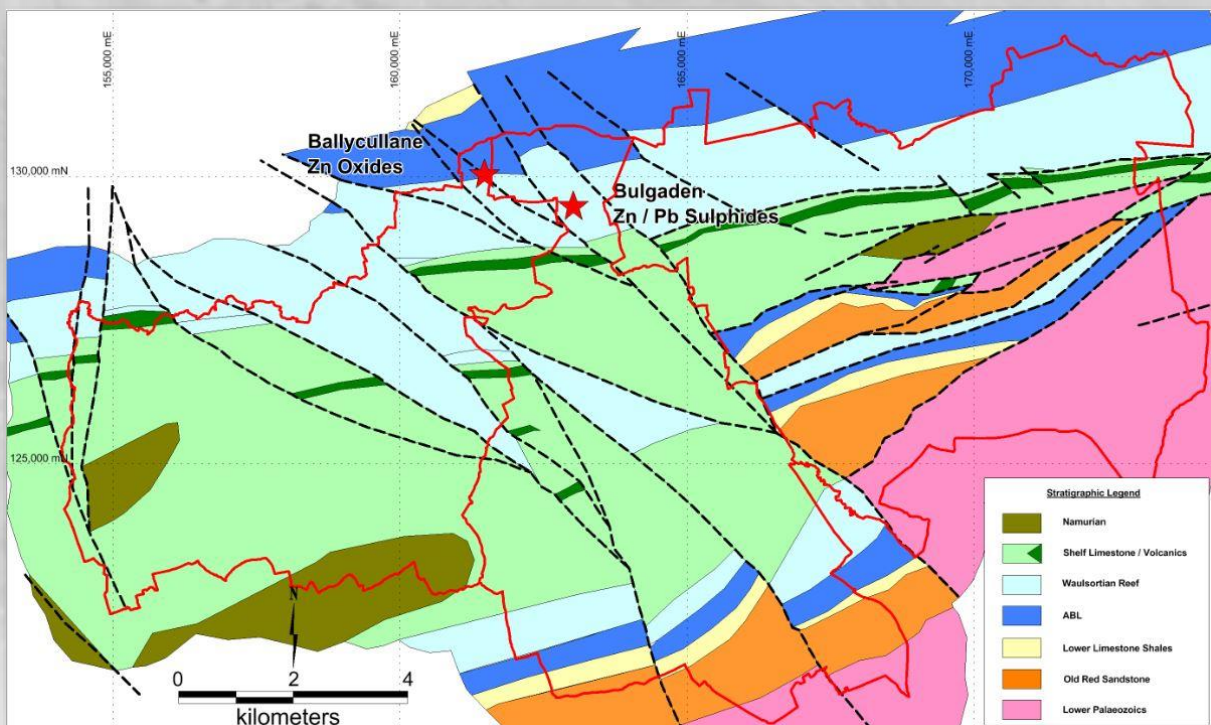 155,000 mE
160,000 mE
165,000 mE
170,000 mE
Ballycullane
Zn Oxides
130,000 mN
Bulgaden
Zn / Pb Sulphides
125,000 mN
Stratigraphic Legend
Namurian
Shelf Limestone / Volcanics
Waulsortian Reef
ABL
Lower Limestone Shales
Old Red Sandstone
Lower Palaeozoics
N
0 2 4
kilometers